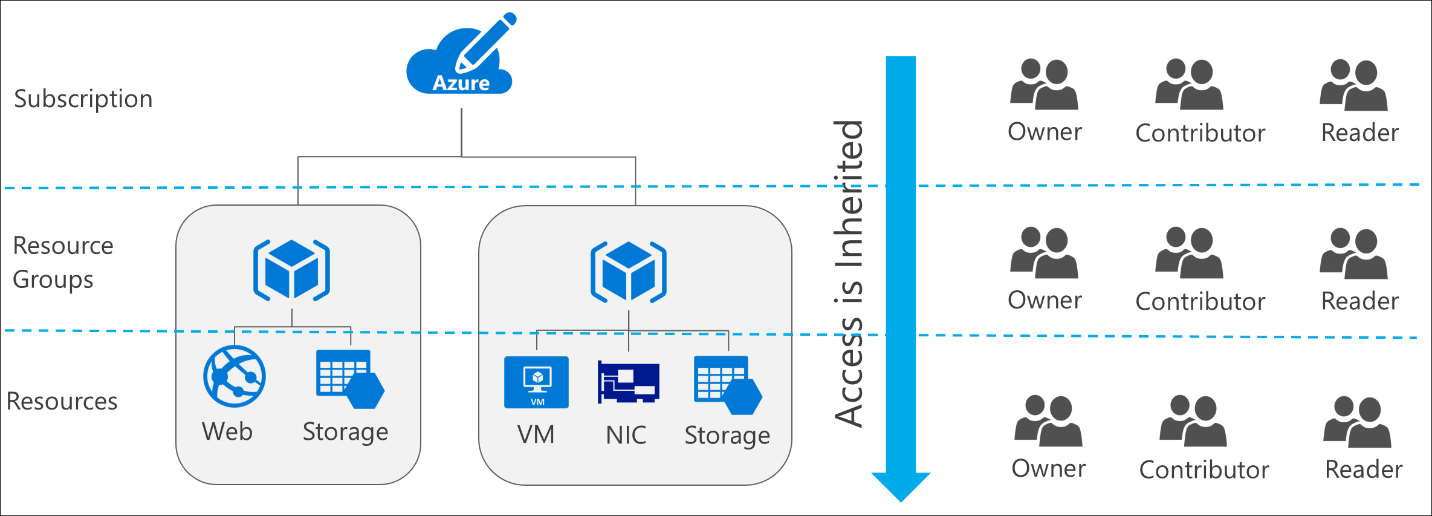 Azure
Subscription
Owner
Contributor
Reader
Access is Inherited
Resource
Groups
Owner
Contributor
Reader
Resources
Web
Storage
VM
VM
NIC
Storage
Owner
Contributor
Reader